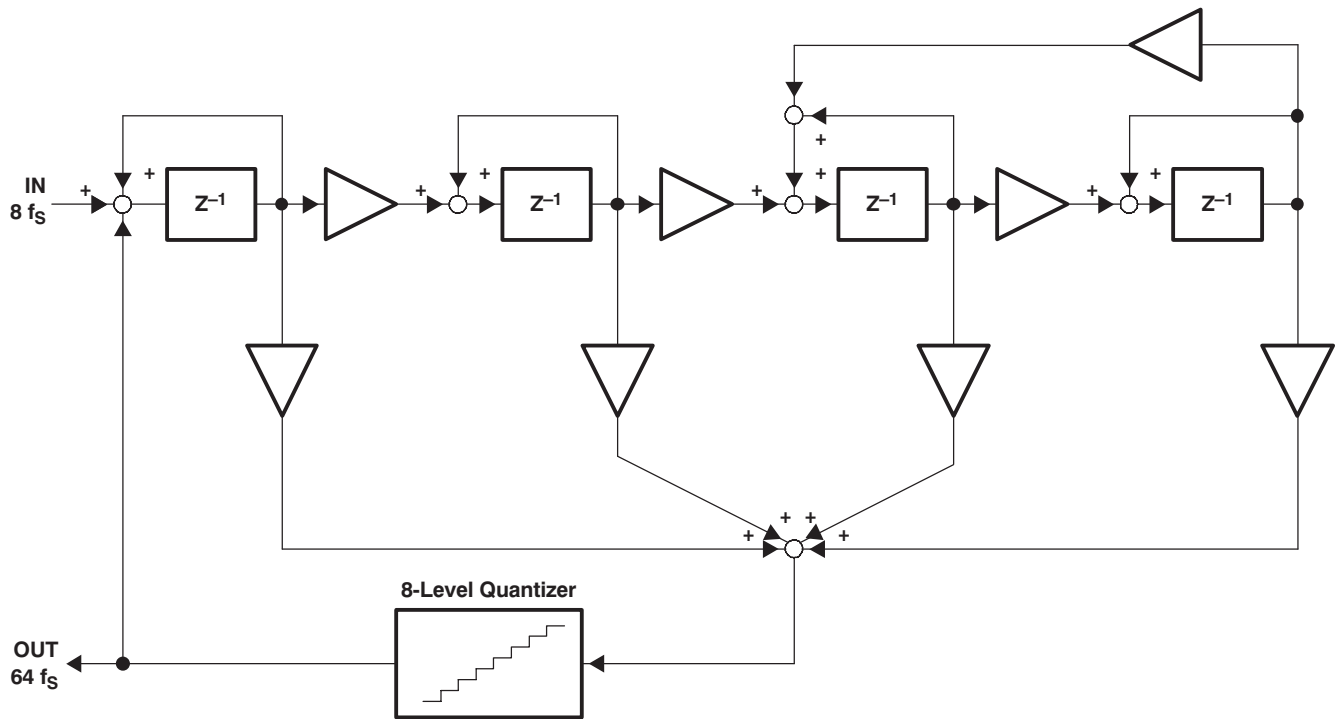 IN
8 fS
+
+
Z–1
+
+
Z–1
+
+
+
Z–1
+
+
Z–1
+
+
+
+
8-Level Quantizer
OUT
64 fS